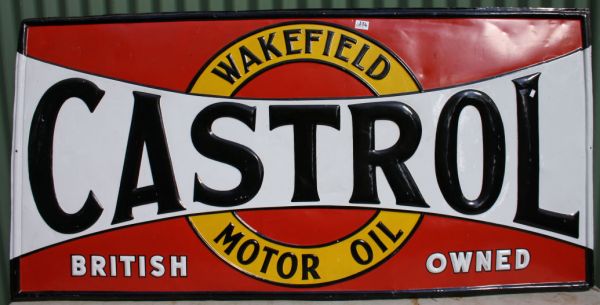 WAKEFIELD
CASTROL
MOTOR OIL
BRITISH OWNED